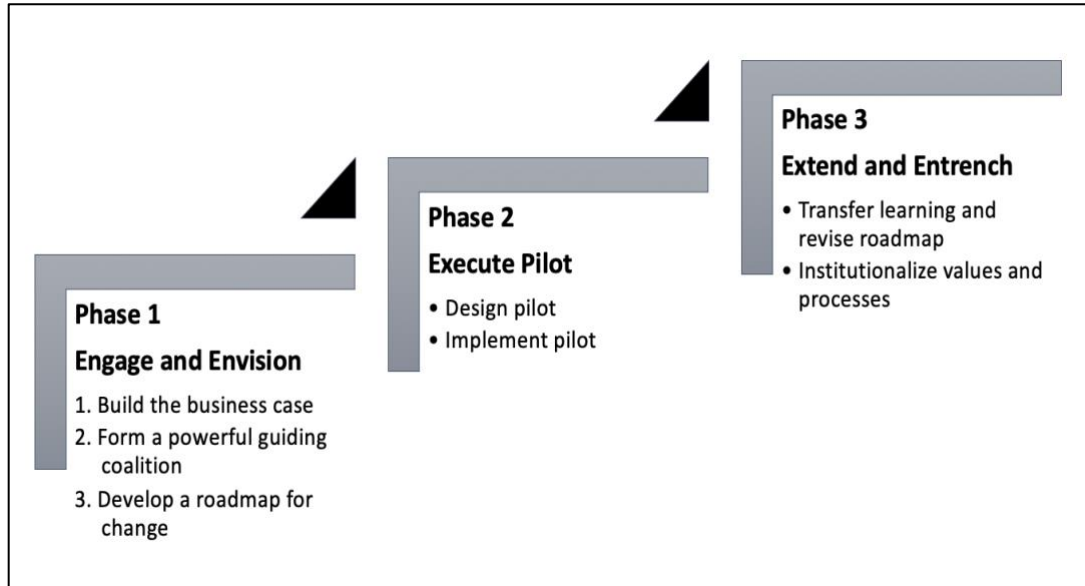 Phase 1
Engage and Envision
1. Build the business case
2. Form a powerful guiding
coalition
3. Develop a roadmap for
change
Phase 2
Execute Pilot
• Design pilot
• Implement pilot
Phase 3
Extend and Entrench
• Transfer learning and
revise roadmap
• Institutionalize values and
processes